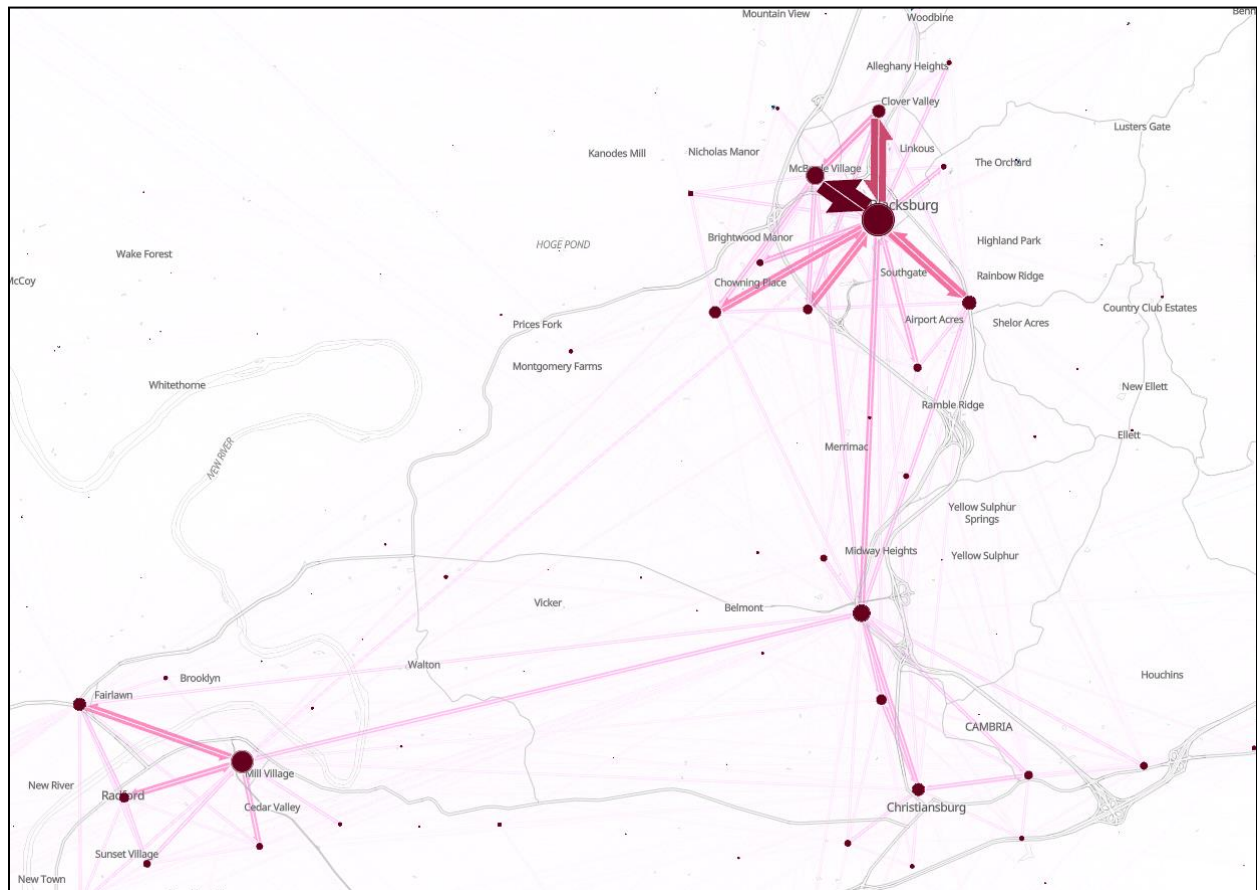 Mountain View
Woodbine
Alleghany Heights
Clover Valley
Linkous
Lusters Gate
Kanodes Mill
Nicholas Manor
The Orchard
Wake Forest
HOGE POND
Brightwood Manor
Highland Park
McCoy
Southgate
Rainbow Ridge
Chowning Place
Country Club Estates
Prices Fork
Airport Acres
Shelor Acres
Montgomery Farms
Whitethorne
New Ellett
Ramble Ridge
NEW RIVER
Merrimac
Ellett
Yellow Sulphur
Springs
Midway Heights
Yellow Sulphur
Vicker
Belmont
Walton
Brooklyn
Houchins
Fairlawn
CAMBRIA
Mill Village
New River
Cedar Valley
Christiansburg
Sunset Village
New Town